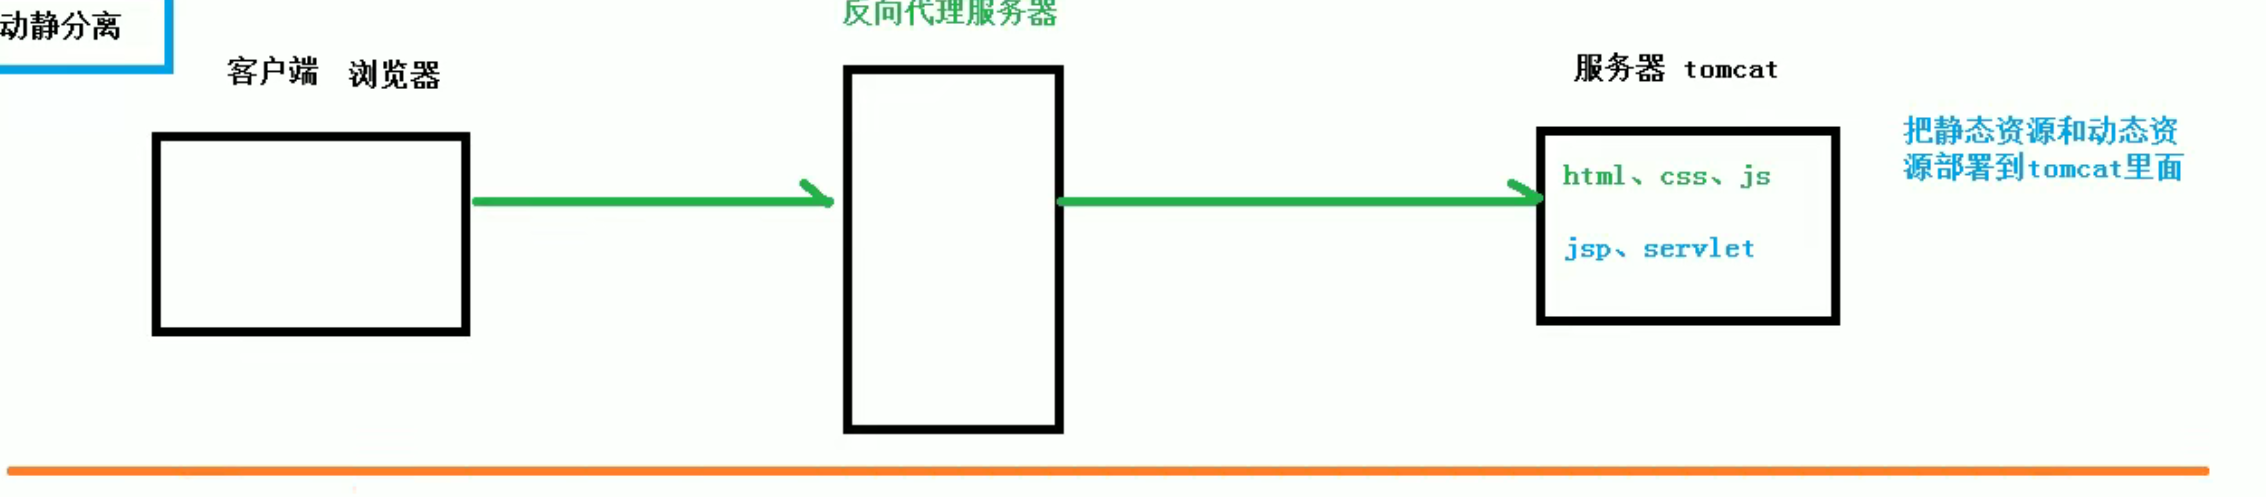 动静分离
反向代理服务器
客户端 浏览器
服务器 tomcat
把静态资源和动态资
源部署到tomcat里面
html、css、js
jsp、servlet